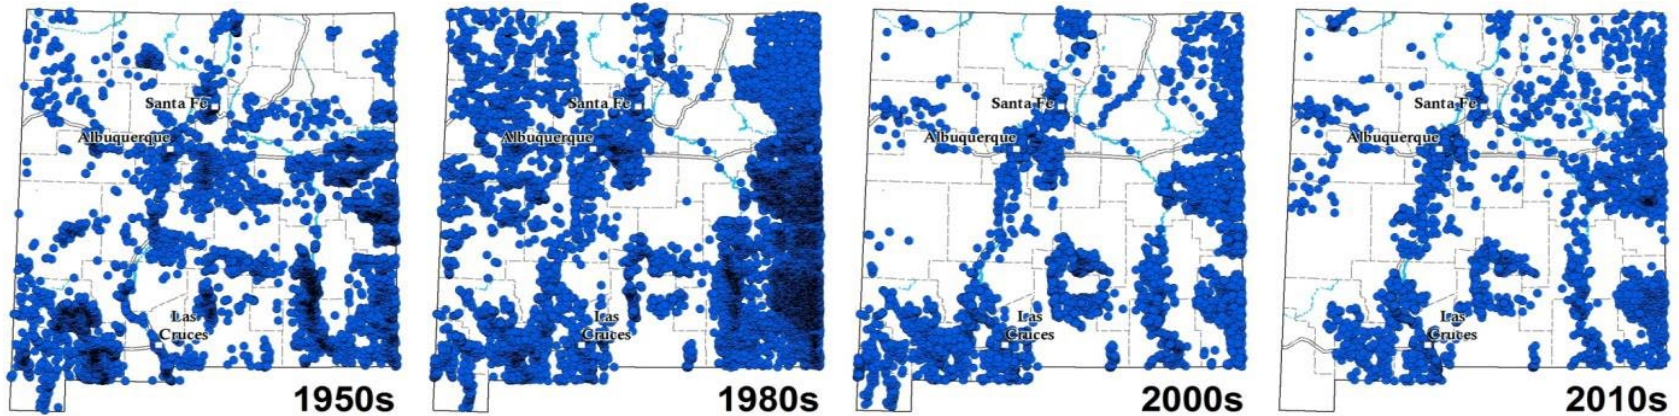 Santa Fe
Albuquerque
Las
Cruces
1950s
Santa Fe
Albuquerque
Las
Cruces
1980s
Santa Fe
Albuquerque
Las
Cruces
2000s
Santa Fe
Albuquerque
Las
Cruces
2010s